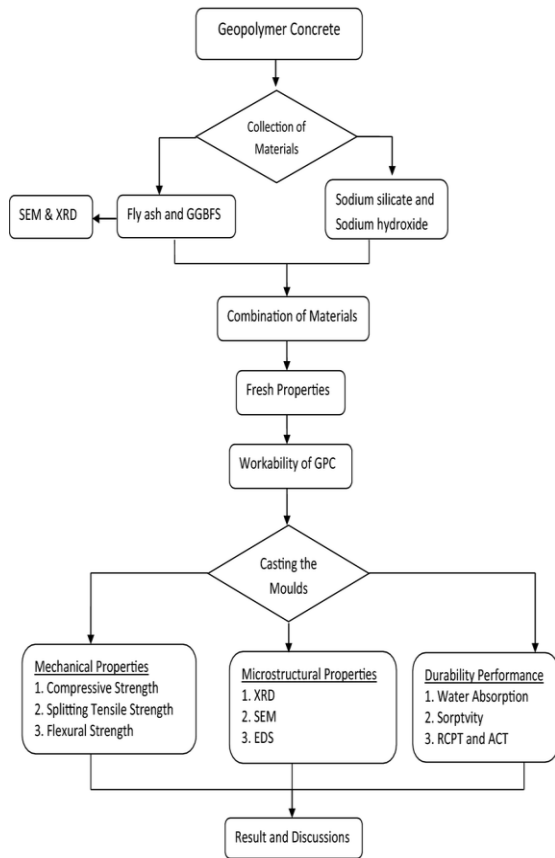 Geopolymer Concrete
Collection of
Materials
SEM & XRD
Fly ash and GGBFS
Sodium silicate and
Sodium hydroxide
Combination of Materials
Fresh Properties
Workability of GPC
Casting the
Moulds
Mechanical Properties
1. Compressive Strength
2. Splitting Tensile Strength
3. Flexural Strength
Microstructural Properties
1. XRD
2. SEM
3. EDS
Durability Performance
1. Water Absorption
2. Sorptvity
3. RCPT and ACT
Result and Discussions